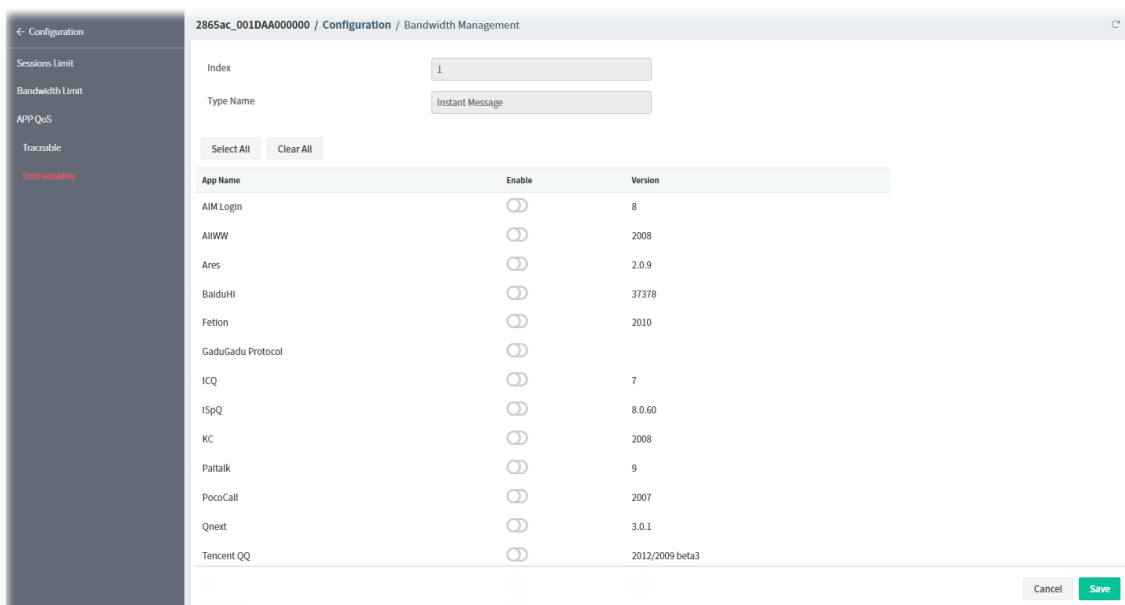 ← Configuration
Sessions Limit
Bandwidth Limit
APP QoS
Traceable
Untraceable
2865ac_001DAA000000 / Configuration / Bandwidth Management
Index 1
Type Name Instant Message
Select All Clear All
App Name Enable Version
AIM Login 8
AliWW 2008
Ares 2.0.9
BaiduHi 37378
Fetion 2010
GaduGadu Protocol
ICQ 7
iSpQ 8.0.60
KC 2008
Paltalk 9
PocoCall 2007
Qnext 3.0.1
Tencent QQ 2012/2009 beta3
Cancel Save